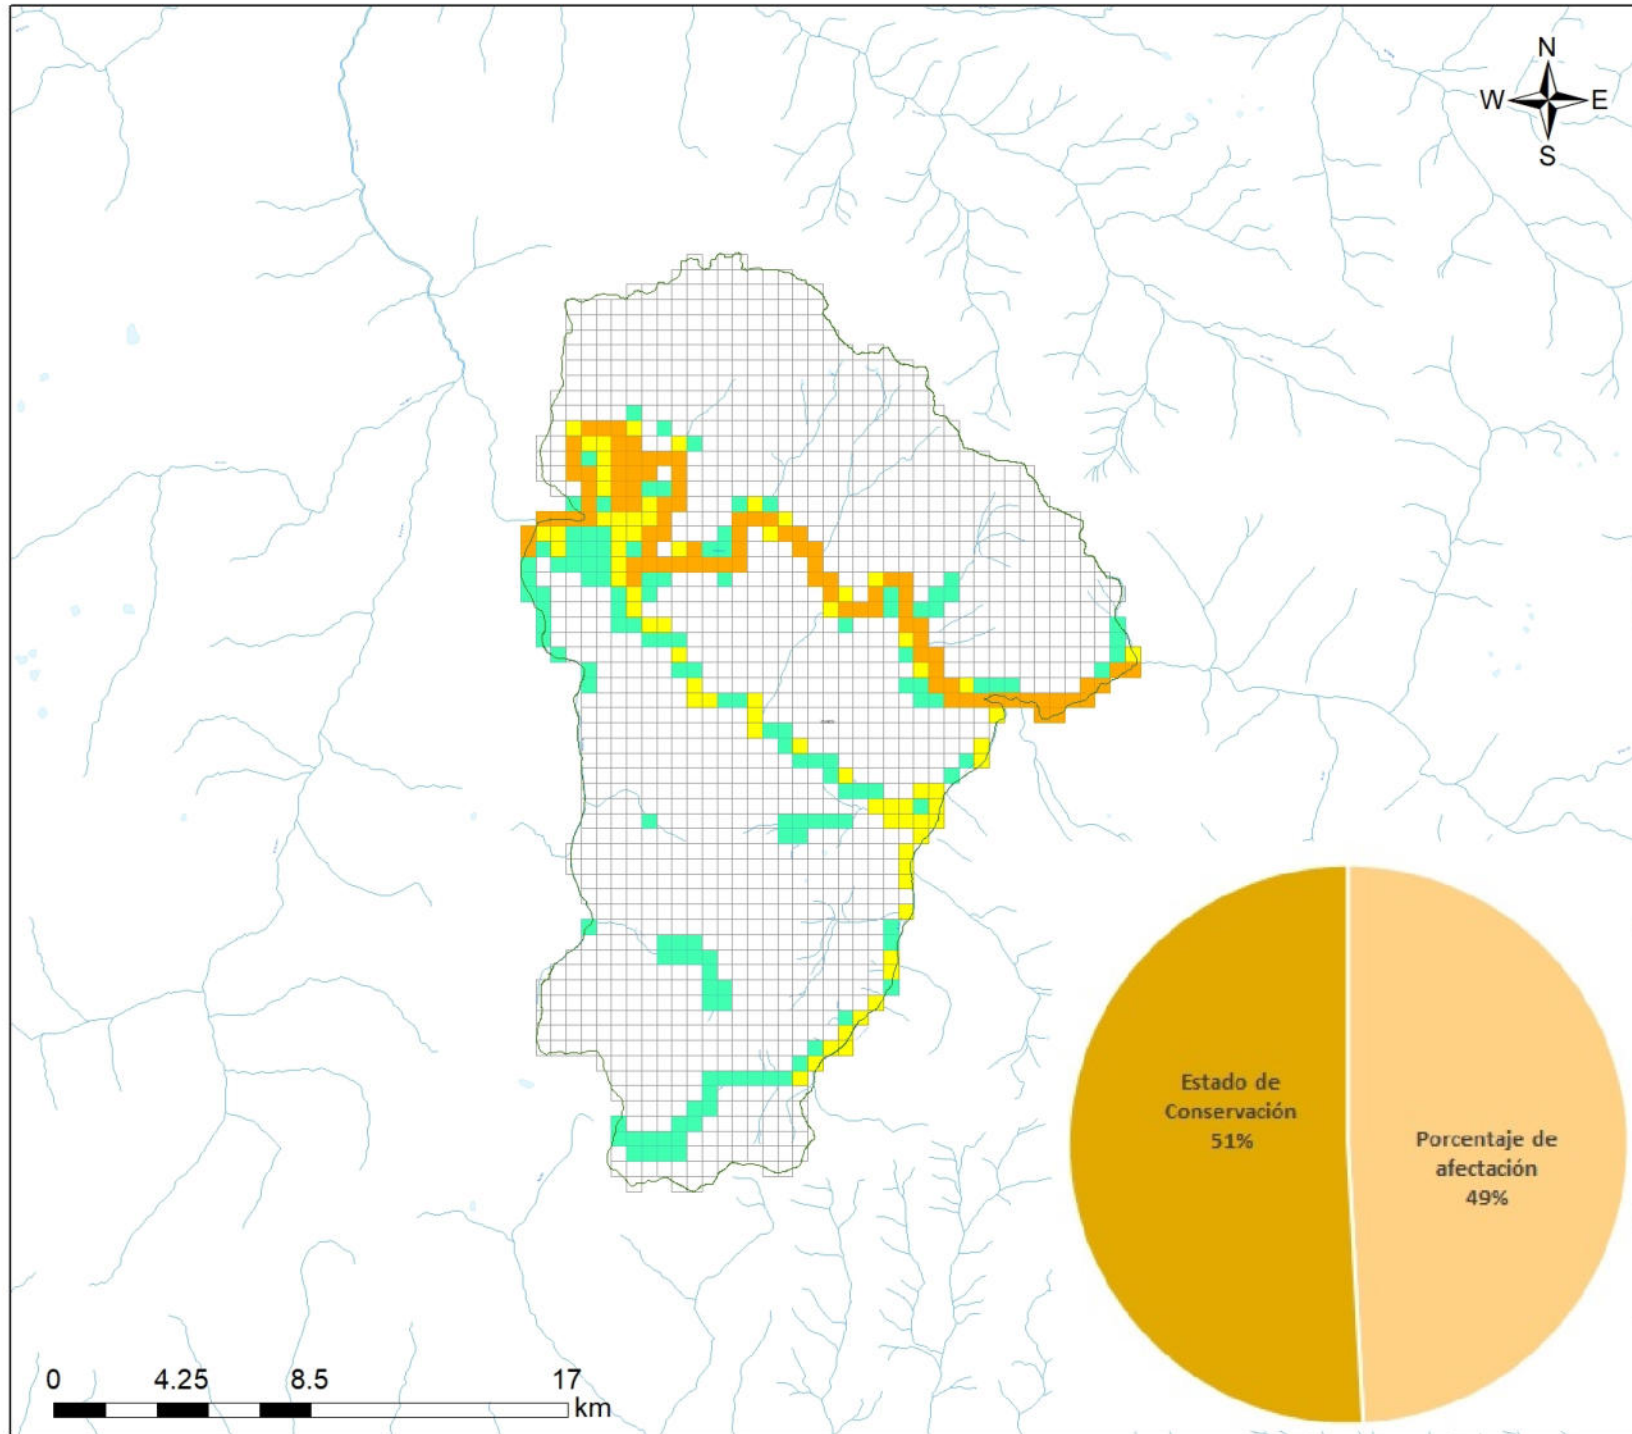 N
W E
S
Estado de
Conservación
51%
Porcentaje de
afectación
49%
0 4.25 8.5 17
km